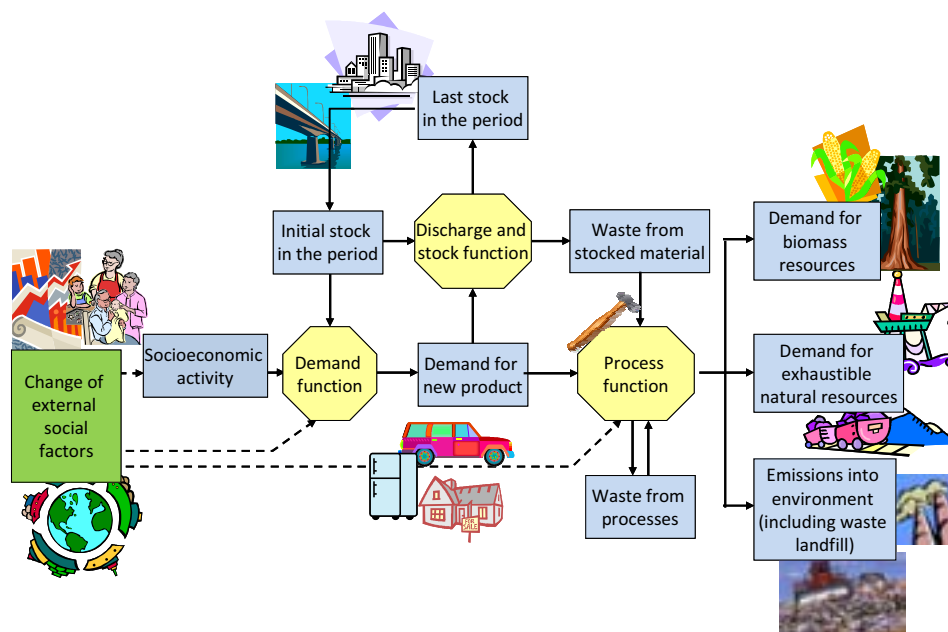 Last stock
in the period
Initial stock
in the period
Discharge and
stock function
Waste from
stocked material
Demand for
biomass
resources
Change of
external
social
factors
Socioeconomic
activity
Demand
function
Demand for
new product
Process
function
Demand for
exhaustible
natural resources
Waste from
processes
Emissions into
environment
(including waste
landfill)
FOR
SALE